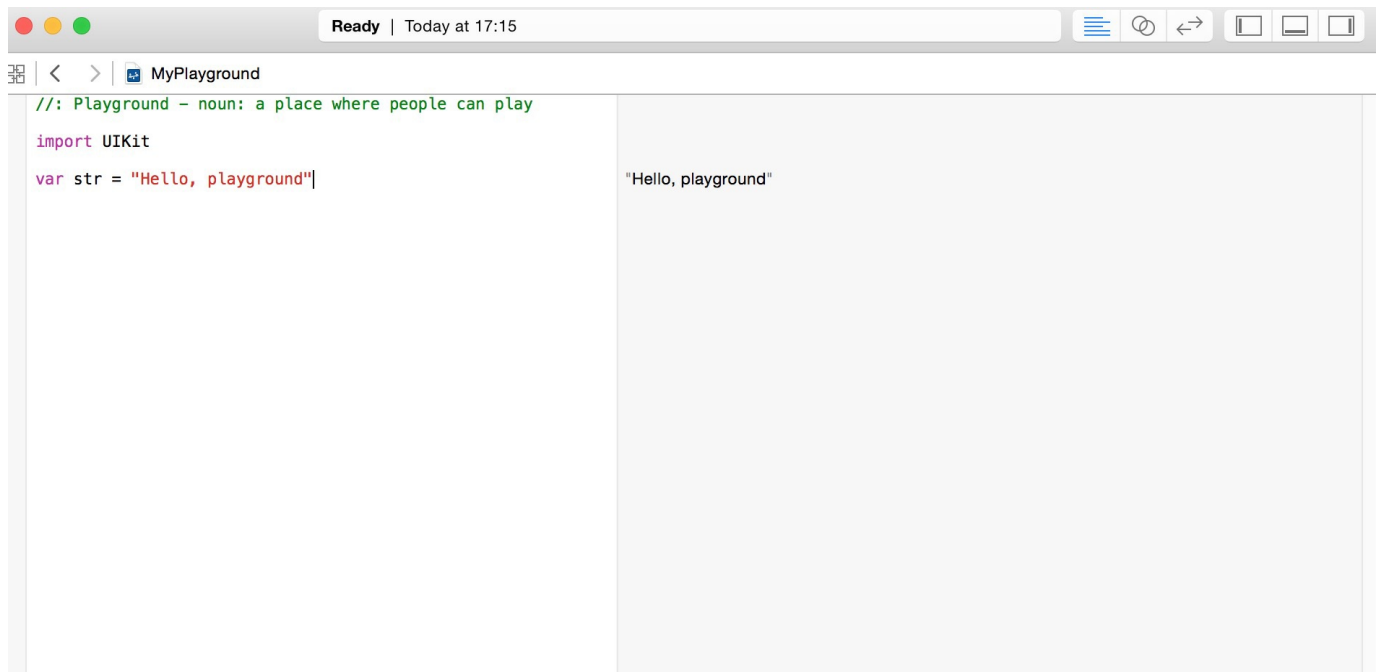 Ready | Today at 17:15
MyPlayground
//: Playground – noun: a place where people can play
import UIKit
var str = "Hello, playground"
"Hello, playground"